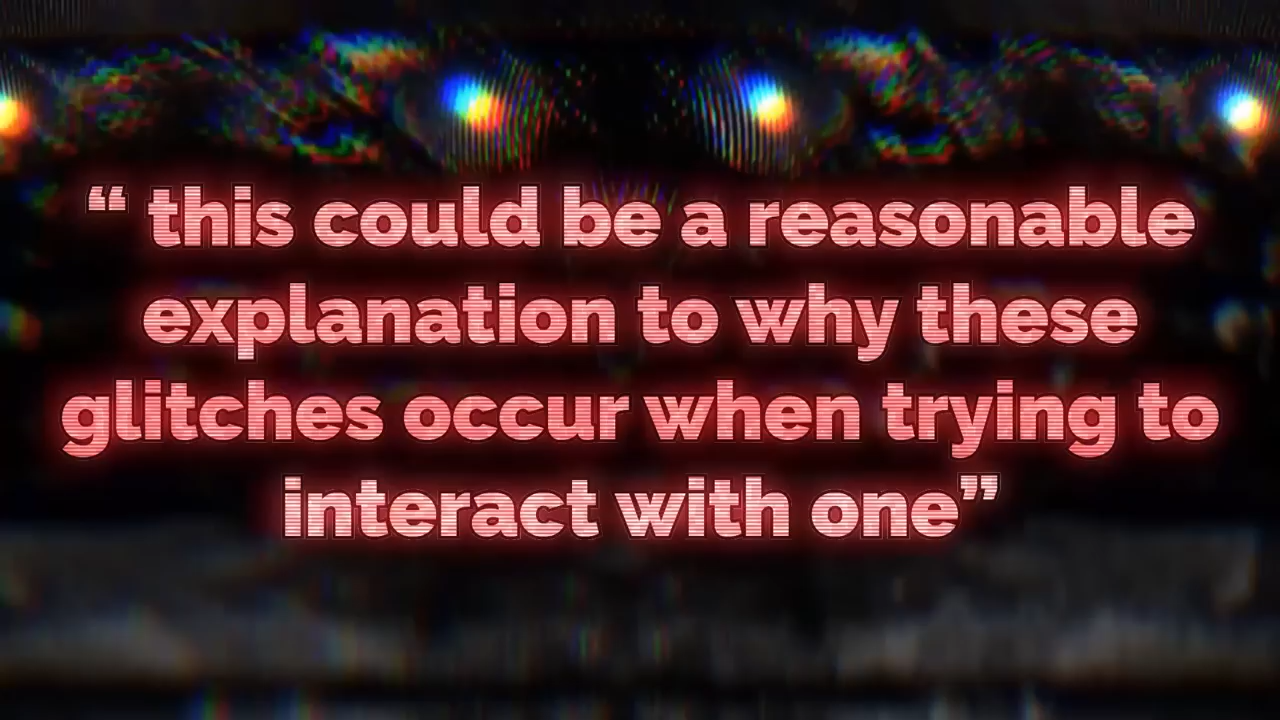 “ this could be a reasonable
explanation to why these
glitches occur when trying to
interact with one”